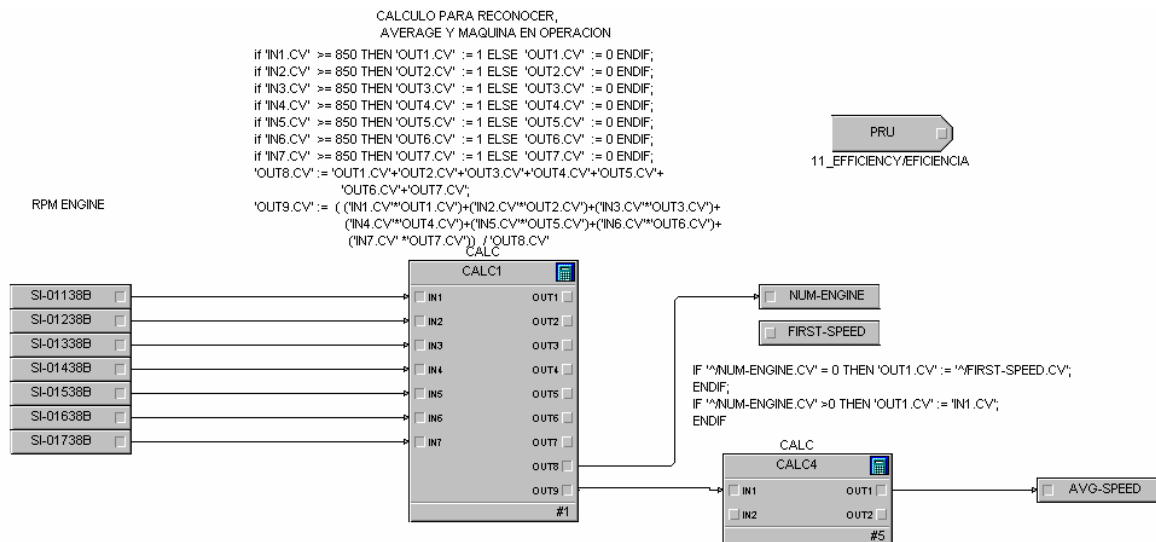 CALCULO PARA RECONOCER,
AVERAGE Y MAQUINA EN OPERACION
if 'IN1.CV' >= 850 THEN 'OUT1.CV' := 1 ELSE 'OUT1.CV' := 0 ENDIF;
if 'IN2.CV' >= 850 THEN 'OUT2.CV' := 1 ELSE 'OUT2.CV' := 0 ENDIF;
if 'IN3.CV' >= 850 THEN 'OUT3.CV' := 1 ELSE 'OUT3.CV' := 0 ENDIF;
if 'IN4.CV' >= 850 THEN 'OUT4.CV' := 1 ELSE 'OUT4.CV' := 0 ENDIF;
if 'IN5.CV' >= 850 THEN 'OUT5.CV' := 1 ELSE 'OUT5.CV' := 0 ENDIF;
if 'IN6.CV' >= 850 THEN 'OUT6.CV' := 1 ELSE 'OUT6.CV' := 0 ENDIF;
if 'IN7.CV' >= 850 THEN 'OUT7.CV' := 1 ELSE 'OUT7.CV' := 0 ENDIF;
'OUT8.CV' := 'OUT1.CV'+'OUT2.CV'+'OUT3.CV'+'OUT4.CV'+'OUT5.CV'+
'OUT6.CV'+'OUT7.CV';
'OUT9.CV' := ( ('IN1.CV'*'OUT1.CV')+('IN2.CV'*'OUT2.CV')+('IN3.CV'*'OUT3.CV')+
('IN4.CV'*'OUT4.CV')+('IN5.CV'*'OUT5.CV')+('IN6.CV'*'OUT6.CV')+
('IN7.CV' *'OUT7.CV')) / 'OUT8.CV'
PRU
11_EFFICIENCY/EFICIENCIA
RPM ENGINE
SI-01138B
SI-01238B
SI-01338B
SI-01438B
SI-01538B
SI-01638B
SI-01738B
CALC
CALC1
IN1 OUT1
IN2 OUT2
IN3 OUT3
IN4 OUT4
IN5 OUT5
IN6 OUT6
IN7 OUT7
OUT8
OUT9
#1
NUM-ENGINE
FIRST-SPEED
IF '^/NUM-ENGINE.CV' = 0 THEN 'OUT1.CV' := '^/FIRST-SPEED.CV';
ENDIF;
IF '^/NUM-ENGINE.CV' >0 THEN 'OUT1.CV' := 'IN1.CV';
ENDIF
CALC
CALC4
IN1 OUT1
IN2 OUT2
#5
AVG-SPEED